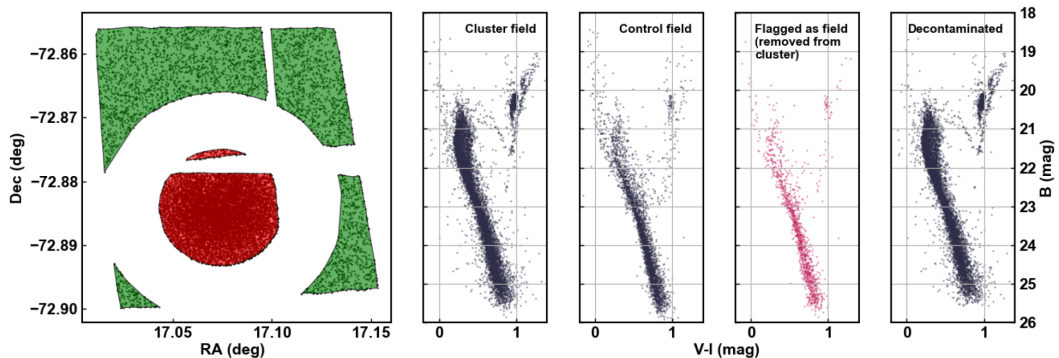 Cluster field
Control field
Flagged as field
(removed from
cluster)
Decontaminated
−72.86
−72.87
−72.88
−72.89
−72.90
Dec (deg)
17.05
17.10
17.15
RA (deg)
0
1
0
1
0
1
0
1
V-I (mag)
18
19
20
21
22
23
24
25
26
B (mag)